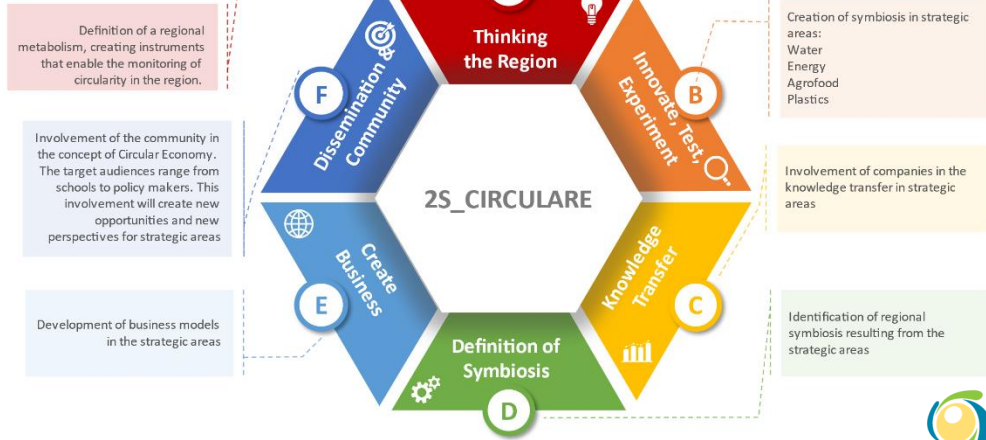 Definition of a regional
metabolism, creating instruments
that enable the monitoring of
circularity in the region.
Thinking
the Region
Creation of symbiosis in strategic
areas:
Water
Energy
Agrofood
Plastics
Dissemination &
Community
F
Innovate, Test,
Experiment
B
Involvement of the community in
the concept of Circular Economy.
The target audiences range from
schools to policy makers. This
involvement will create new
opportunities and new
perspectives for strategic areas
2S_CIRCULARE
Involvement of companies in the
knowledge transfer in strategic
areas
Create
Business
E
Knowledge
Transfer
C
Development of business models
in the strategic areas
Definition of
Symbiosis
D
Identification of regional
symbiosis resulting from the
strategic areas